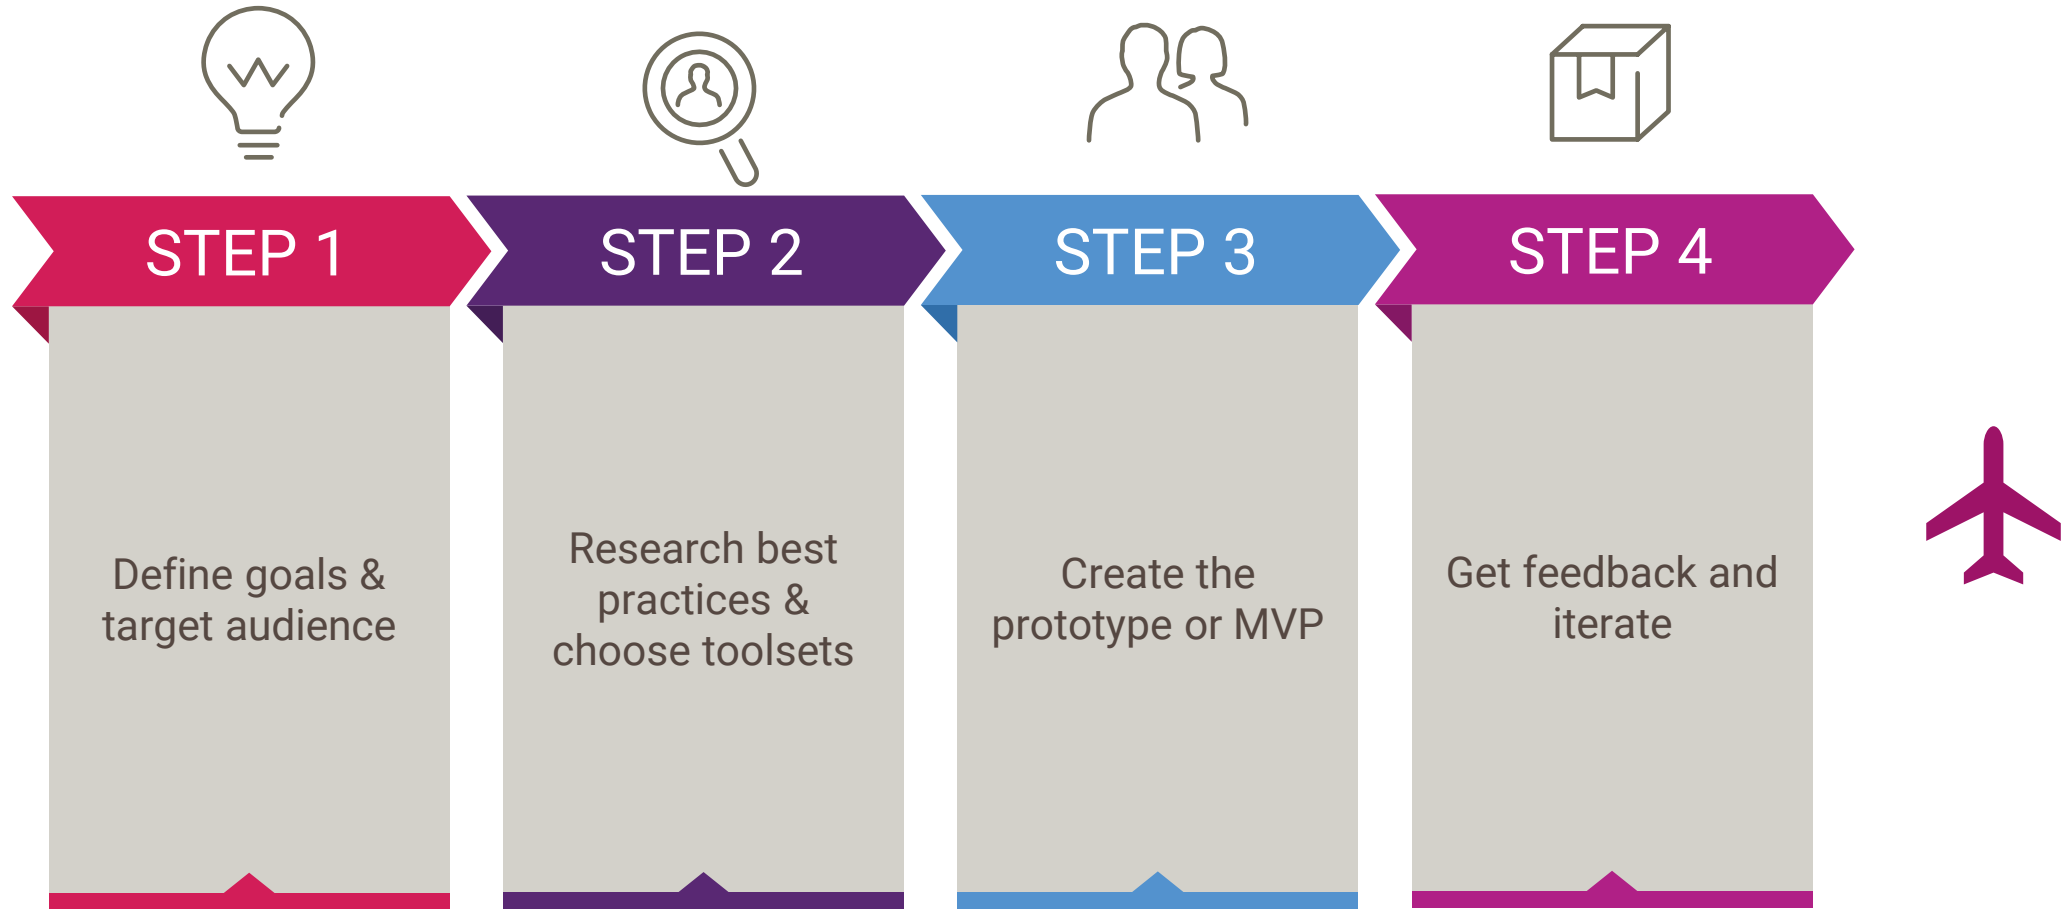 STEP 1
STEP 2
STEP 3
STEP 4
Define goals &
target audience
Research best
practices &
choose toolsets
Create the
prototype or MVP
Get feedback and
iterate